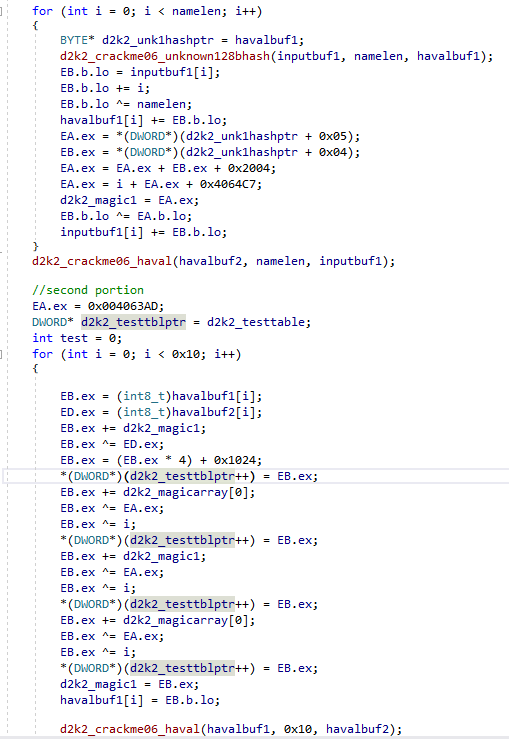 for (int i = 0; i < namelen; i++)
{
BYTE* d2k2_unk1hashptr = havalbuf1;
d2k2_crackme06_unknown128bhash(inputbuf1, namelen, havalbuf1);
EB.b.lo = inputbuf1[i];
EB.b.lo += i;
EB.b.lo ^= namelen;
havalbuf1[i] += EB.b.lo;
EA.ex = *(DWORD*)(d2k2_unk1hashptr + 0x05);
EB.ex = *(DWORD*)(d2k2_unk1hashptr + 0x04);
EA.ex = EA.ex + EB.ex + 0x2004;
EA.ex = i + EA.ex + 0x4064C7;
d2k2_magic1 = EA.ex;
EB.b.lo ^= EA.b.lo;
inputbuf1[i] += EB.b.lo;
}
d2k2_crackme06_haval(havalbuf2, namelen, inputbuf1);
//second portion
EA.ex = 0x004063AD;
DWORD* d2k2_testtblptr = d2k2_testtable;
int test = 0;
for (int i = 0; i < 0x10; i++)
{
EB.ex = (int8_t)havalbuf1[i];
ED.ex = (int8_t)havalbuf2[i];
EB.ex += d2k2_magic1;
EB.ex ^= ED.ex;
EB.ex = (EB.ex * 4) + 0x1024;
*(DWORD*)(d2k2_testtblptr++) = EB.ex;
EB.ex += d2k2_magicarray[0];
EB.ex ^= EA.ex;
EB.ex ^= i;
*(DWORD*)(d2k2_testtblptr++) = EB.ex;
EB.ex += d2k2_magic1;
EB.ex ^= EA.ex;
EB.ex ^= i;
*(DWORD*)(d2k2_testtblptr++) = EB.ex;
EB.ex += d2k2_magicarray[0];
EB.ex ^= EA.ex;
EB.ex ^= i;
*(DWORD*)(d2k2_testtblptr++) = EB.ex;
d2k2_magic1 = EB.ex;
havalbuf1[i] = EB.b.lo;
d2k2_crackme06_haval(havalbuf1, 0x10, havalbuf2);